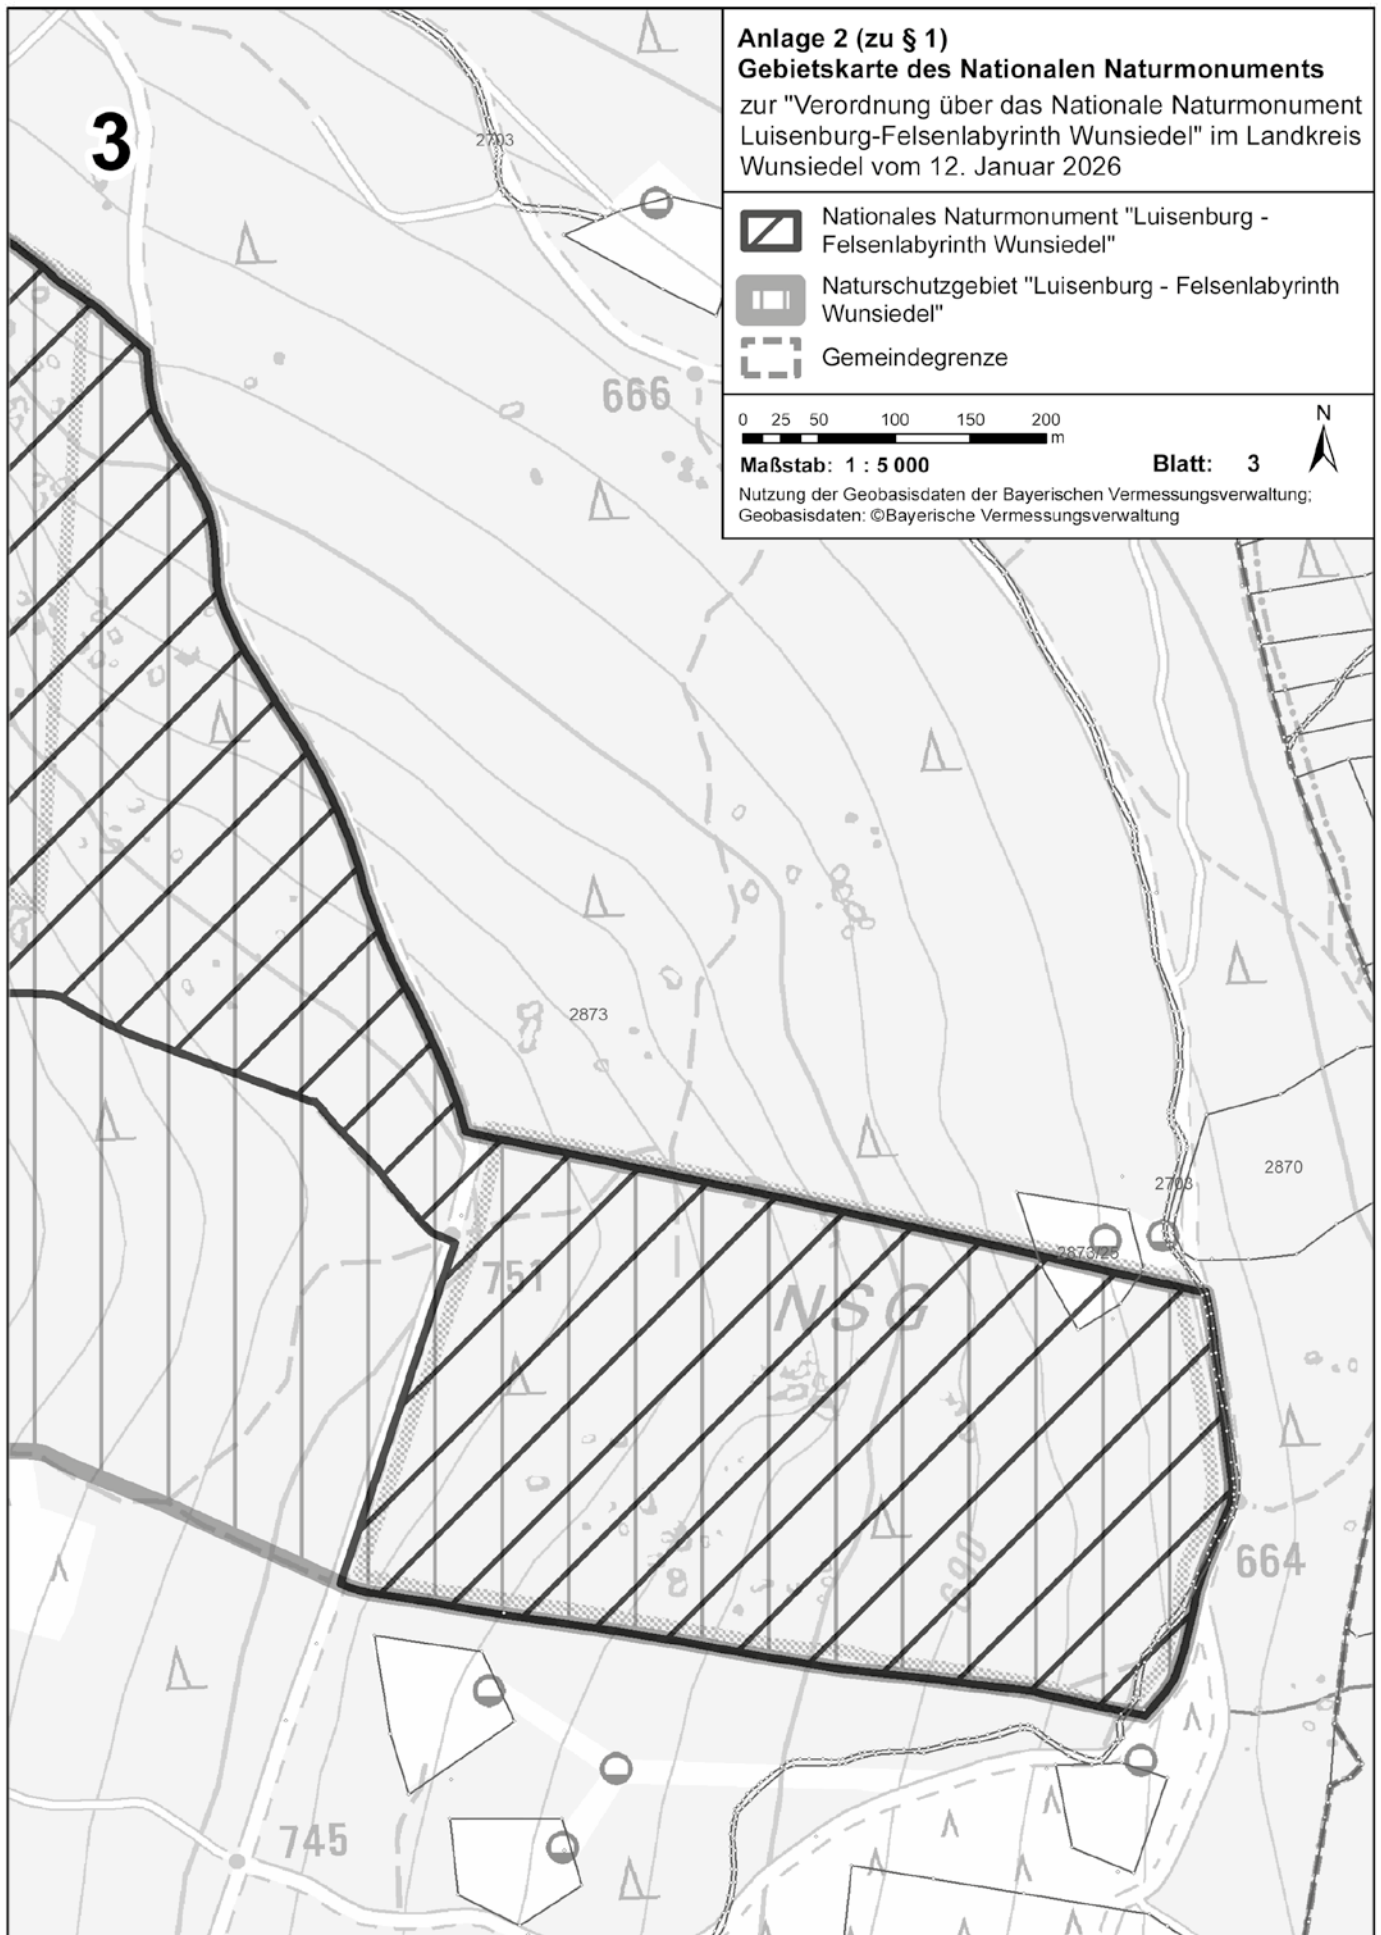 Anlage 2 (zu § 1)
Gebietskarte des Nationalen Naturmonuments
zur "Verordnung über das Nationale Naturmonument
Luisenburg-Felsenlabyrinth Wunsiedel" im Landkreis
Wunsiedel vom 12. Januar 2026
Nationales Naturmonument "Luisenburg -
Felsenlabyrinth Wunsiedel"
Naturschutzgebiet "Luisenburg - Felsenlabyrinth
Wunsiedel"
Gemeindegrenze
0 25 50 100 150 200
m
N
Maßstab: 1 : 5 000
Blatt: 3
Nutzung der Geobasisdaten der Bayerischen Vermessungsverwaltung;
Geobasisdaten: ©Bayerische Vermessungsverwaltung
3
2703
666
2873
2870
2703
2873/25
751
NSG
690
664
745